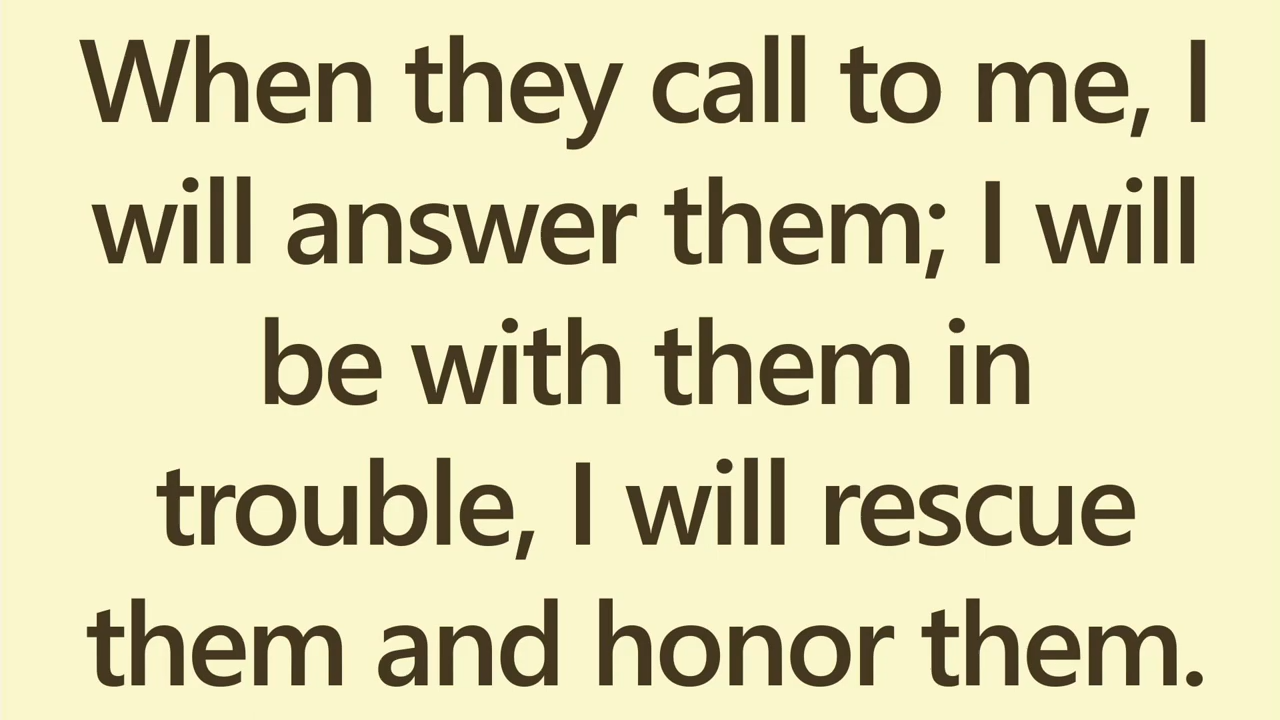 When they call to me, I
will answer them; I will
be with them in
trouble, I will rescue
them and honor them.